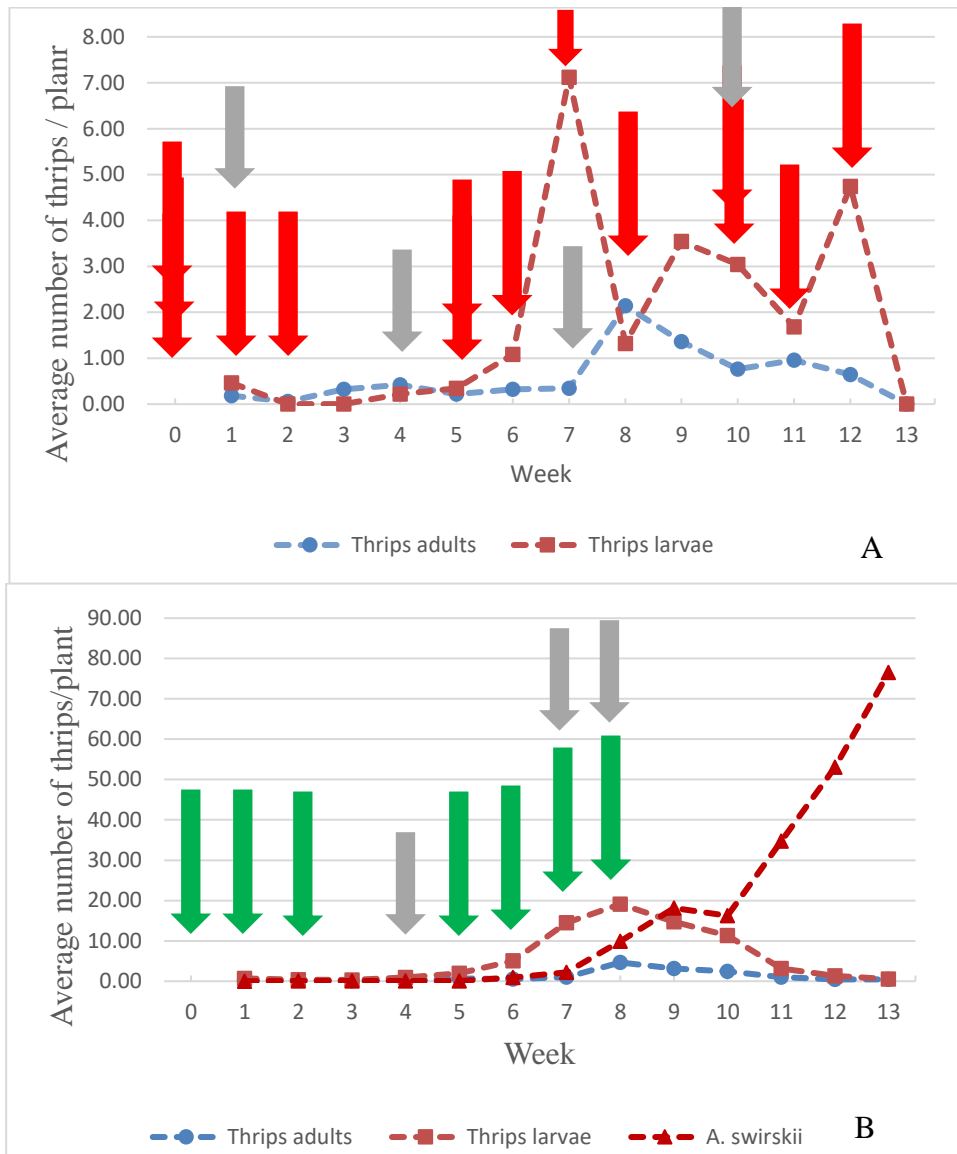 Average number of thrips / planr
8.00
7.00
6.00
5.00
4.00
3.00
2.00
1.00
0.00
0 1 2 3 4 5 6 7 8 9 10 11 12 13
Week
Thrips adults Thrips larvae
A
Average number of thrips/plant
90.00
80.00
70.00
60.00
50.00
40.00
30.00
20.00
10.00
0.00
0 1 2 3 4 5 6 7 8 9 10 11 12 13
Week
Thrips adults Thrips larvae A. swirskii
B